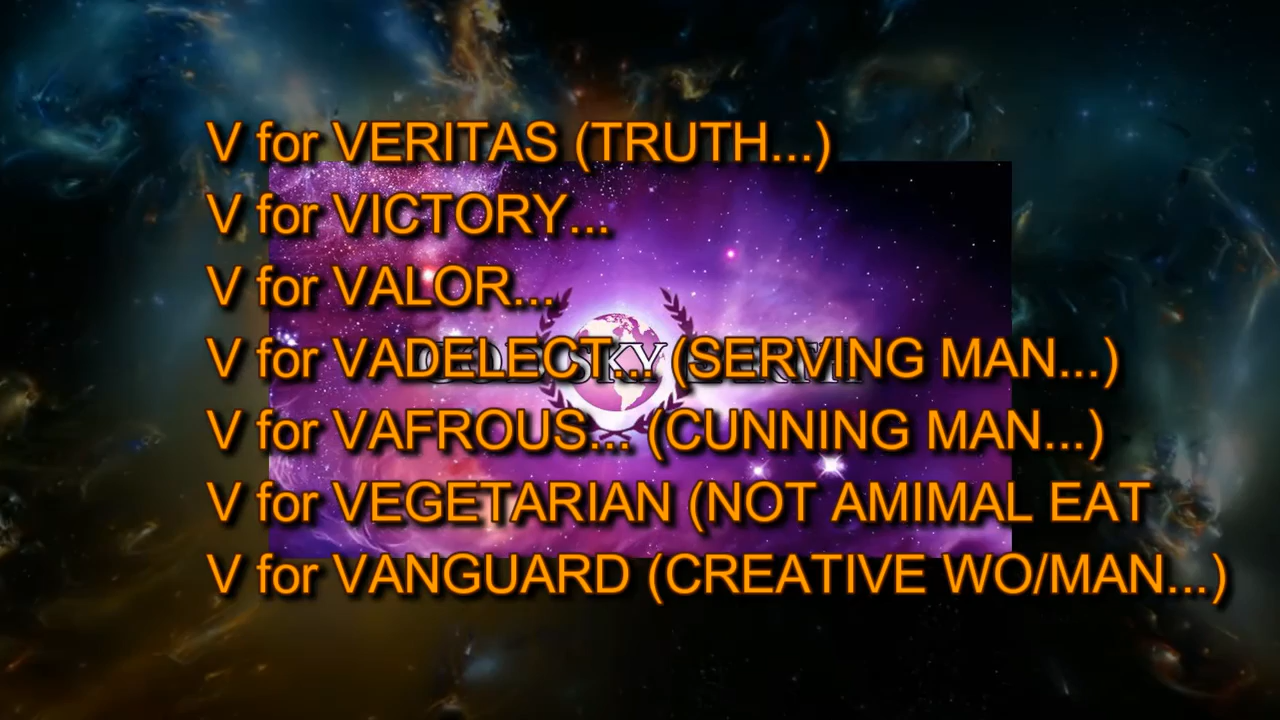 V for VERITAS (TRUTH...)
V for VICTORY...
V for VALOR...
V for VADELECT... (SERVING MAN...)
SKY
V for VAFROUS... (CUNNING MAN...)
V for VEGETARIAN (NOT AMIMAL EAT
V for VANGUARD (CREATIVE WO/MAN...)